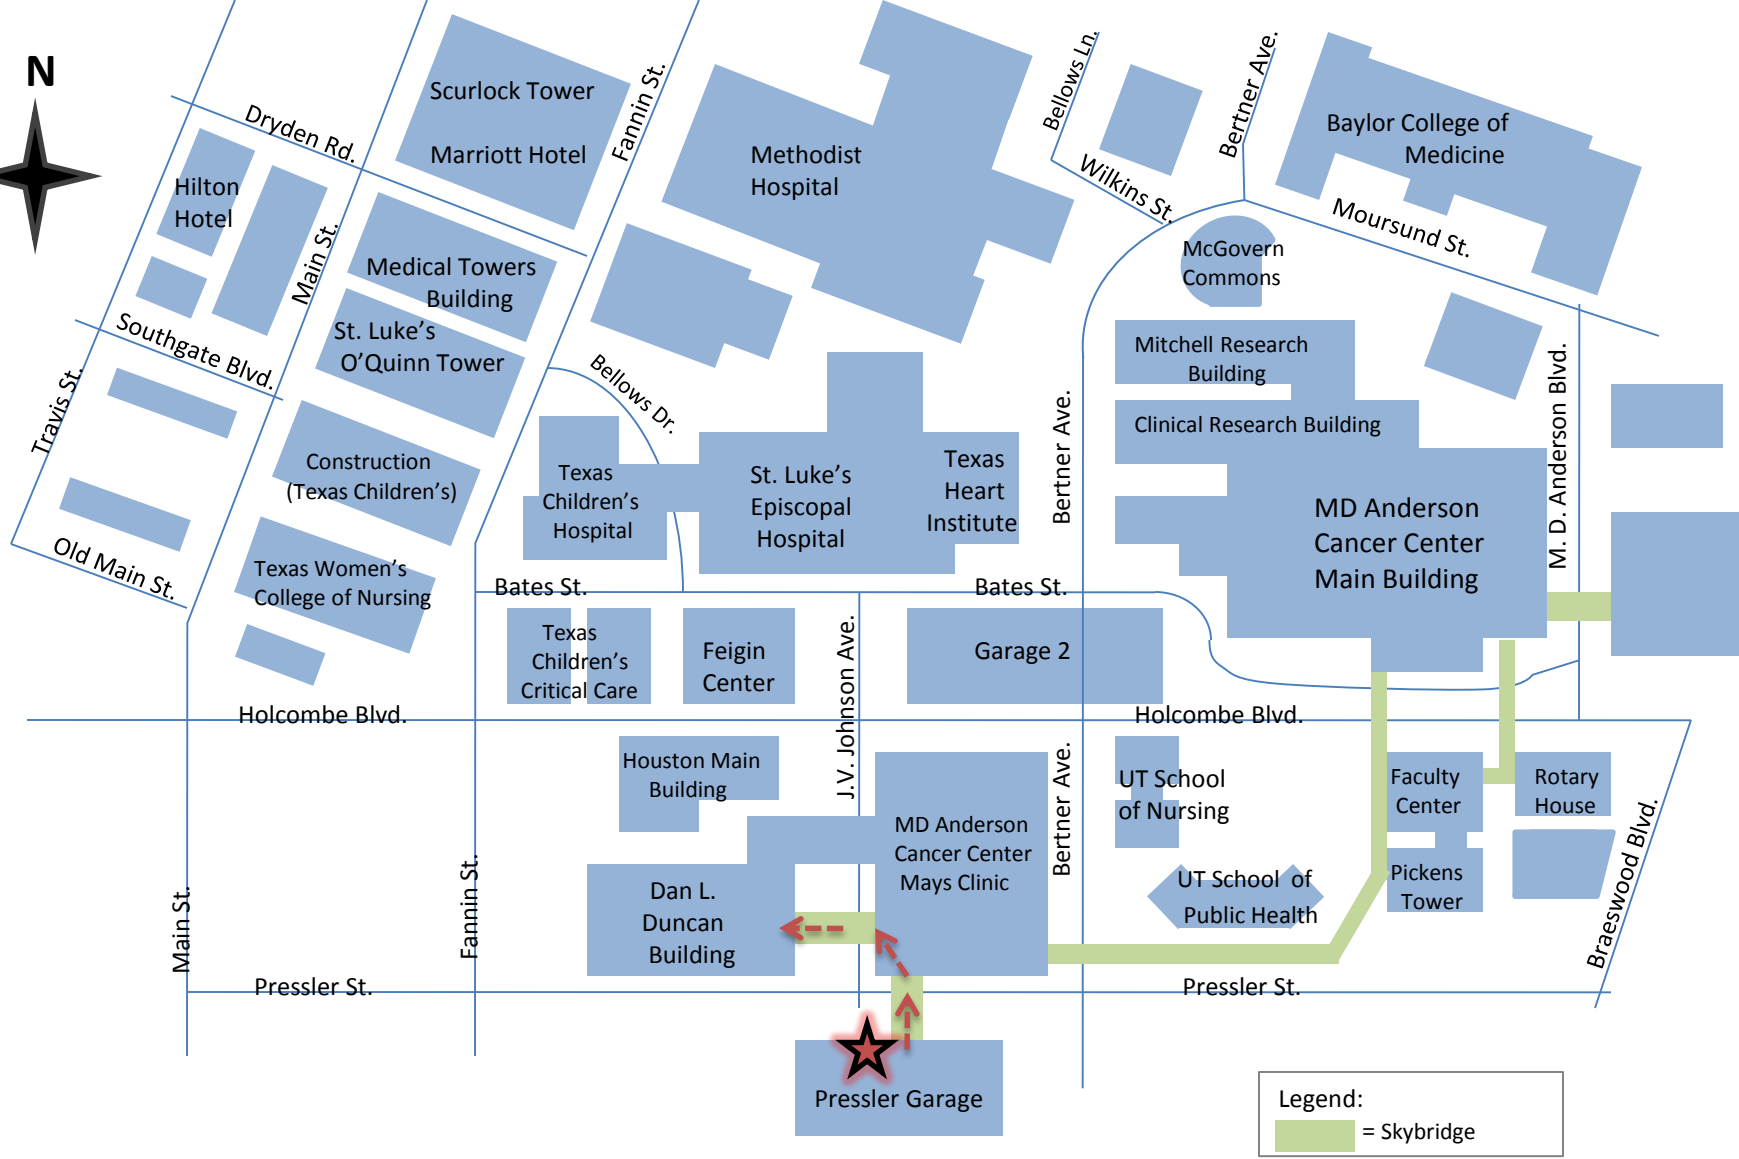 N
Dryden Rd.
Hilton
Hotel
Main St.
Southgate Blvd.
Travis St.
Old Main St.
Scurlock Tower
Marriott Hotel
Fannin St.
Medical Towers
Building
St. Luke's
O'Quinn Tower
Construction
(Texas Children's)
Texas Women's
College of Nursing
Methodist
Hospital
Bellows Dr.
Texas
Children's
Hospital
St. Luke's
Episcopal
Hospital
Texas
Heart
Institute
Bellows Ln.
Wilkins St.
Bertner Ave.
Baylor College of
Medicine
Moursund St.
McGovern
Commons
Mitchell Research
Building
Clinical Research Building
Bertner Ave.
MD Anderson
Cancer Center
Main Building
M. D. Anderson Blvd.
Bates St.
Bates St.
Texas
Children's
Critical Care
Feigin
Center
J.V. Johnson Ave.
Garage 2
Holcombe Blvd.
Holcombe Blvd.
Houston Main
Building
MD Anderson
Cancer Center
Mays Clinic
Bertner Ave.
UT School
of Nursing
UT School of
Public Health
Faculty
Center
Rotary
House
Pickens
Tower
Braeswood Blvd.
Main St.
Fannin St.
Dan L.
Duncan
Building
Pressler St.
Pressler St.
Pressler Garage
Legend:
= Skybridge